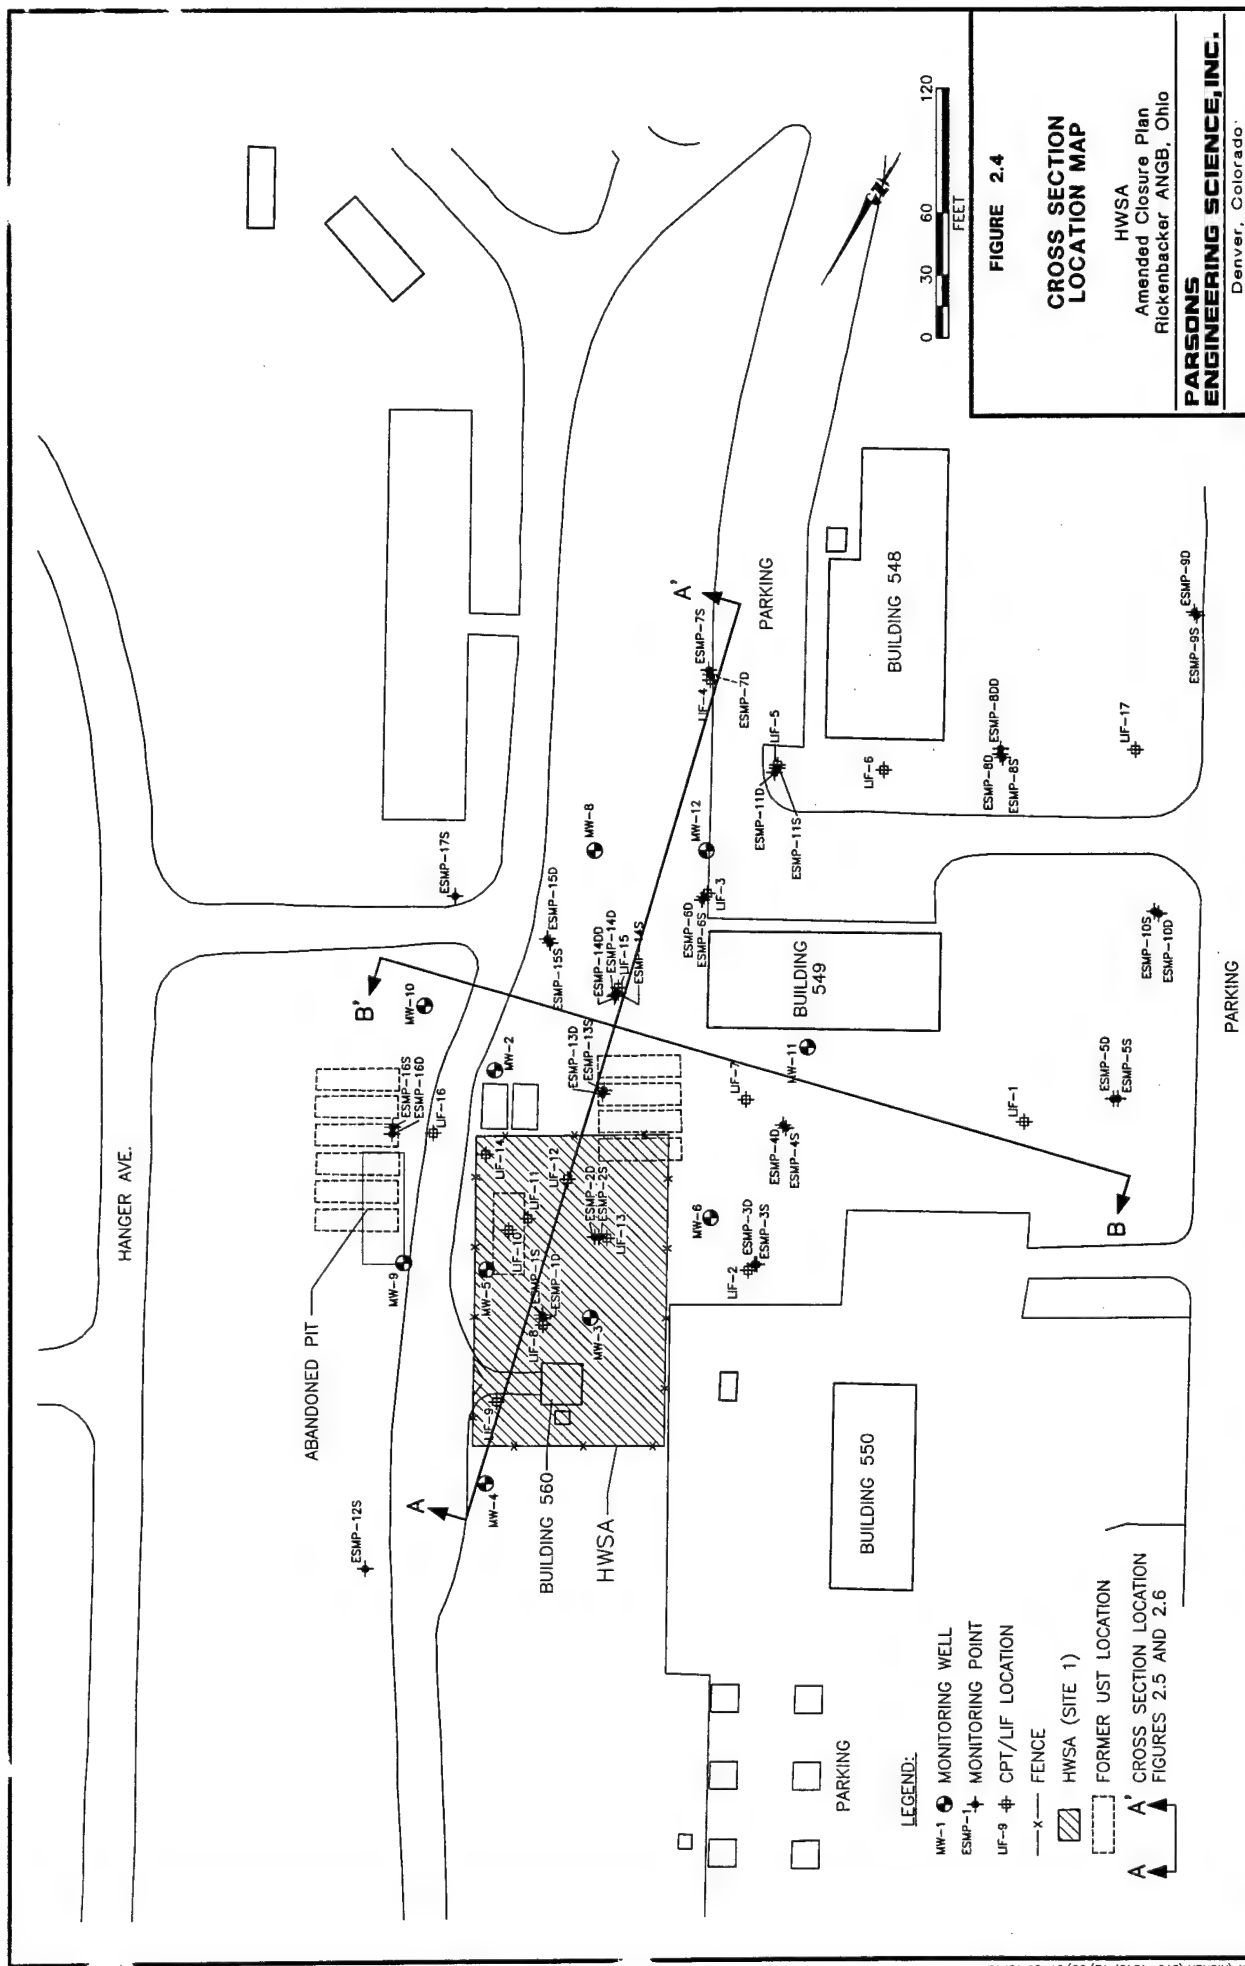 HANGER AVE.
ABANDONED PIT
ESMP-12S
MW-9
ESMP-16S
ESMP-16D
LIF-16
MW-10
B'
ESMP-17S
A
MW-4
BUILDING 560
HWSA
LIF-9
MW-5
LIF-8
ESMP-1S
ESMP-1D
MW-3
LIF-10
LIF-11
LIF-14
LIF-12
ESMP-2D
ESMP-2S
LIF-13
MW-2
ESMP-13D
ESMP-13S
ESMP-15S
ESMP-15D
ESMP-14DD
ESMP-14D
LIF-15
ESMP-14S
MW-8
MW-12
LIF-3
ESMP-6D
ESMP-6S
A'
ESMP-7S
LIF-4
ESMP-7D
PARKING
LIF-5
ESMP-11D
ESMP-11S
LIF-6
BUILDING 548
MW-6
LIF-2
ESMP-3D
ESMP-3S
LIF-7
ESMP-4D
ESMP-4S
MW-11
BUILDING
549
LIF-1
B
ESMP-5D
ESMP-5S
ESMP-10S
ESMP-10D
ESMP-8D
ESMP-8S
ESMP-8DD
LIF-17
ESMP-9S
ESMP-9D
PARKING
BUILDING 550
PARKING
LEGEND:
MW-1 MONITORING WELL
ESMP-1 MONITORING POINT
LIF-9 CPT/LIF LOCATION
—x— FENCE
HWSA (SITE 1)
FORMER UST LOCATION
A A' CROSS SECTION LOCATION
FIGURES 2.5 AND 2.6
0 30 60 120
FEET
FIGURE 2.4
CROSS SECTION
LOCATION MAP
HWSA
Amended Closure Plan
Rickenbacker ANGB, Ohio
PARSONS
ENGINEERING SCIENCE, INC.
Denver, Colorado